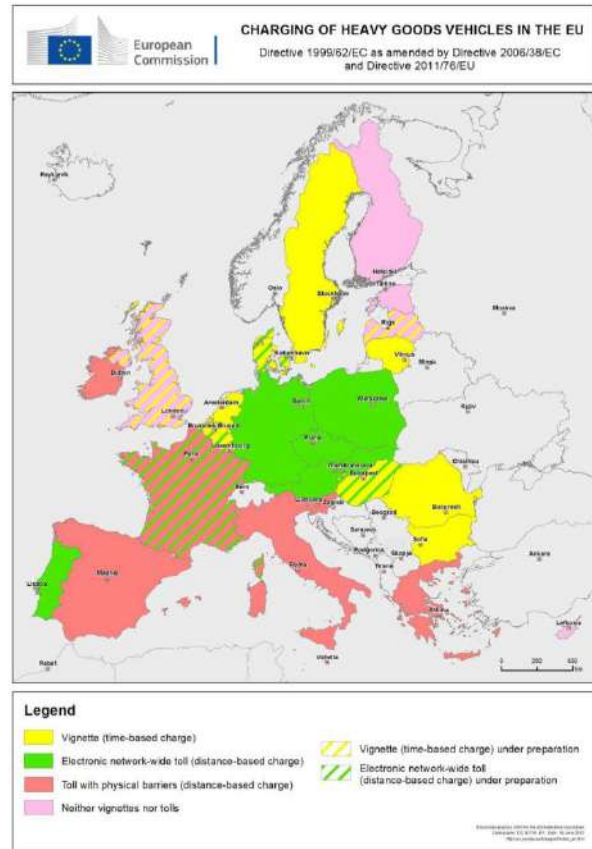 European
Commission
CHARGING OF HEAVY GOODS VEHICLES IN THE EU
Directive 1999/62/EC as amended by Directive 2006/38/EC
and Directive 2011/76/EU
Reykjavik
Helsinki
Oslo
Tallinn
Stockholm
Moskva
Riga
København
Vilnius
Minsk
Dublin
Amsterdam
Berlin
Warszawa
London
Kyiv
Luxembourg
Praha
Paris
Budapest
Chisinau
Bern
Ljubljana
Zagreb
Beograd
Bucuresti
Sarajevo
Sofia
Podgorica
Skopje
Roma
Tirana
Ankara
Madrid
Lisboa
Lefkosia
Rabat
Valletta
Legend
Vignette (time-based charge)
Electronic network-wide toll (distance-based charge)
Toll with physical barriers (distance-based charge)
Neither vignettes nor tolls
Vignette (time-based charge) under preparation
Electronic network-wide toll
(distance-based charge) under preparation